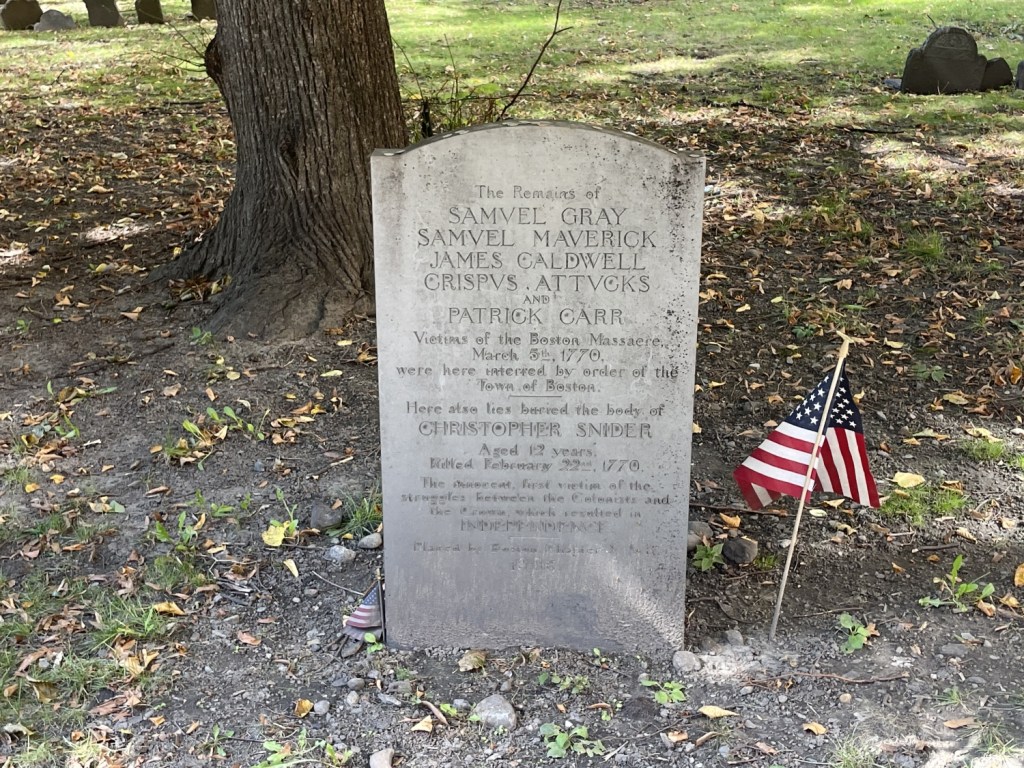 The Remains of
SAMVEL GRAY
SAMVEL MAVERICK
JAMES CALDWELL
CRISPVS . ATTVCKS
AND
PATRICK CARR
Victims of the Boston Massacre,
March 5th, 1770,
were here interred by order of the
Town of Boston.
Here also lies buried the body of
CHRISTOPHER SNIDER
Aged 12 years,
Killed February 22nd, 1770.
The innocent, first victim of the
struggles between the Colonists and
the Crown, which resulted in
INDEPENDENCE
Placed by Boston